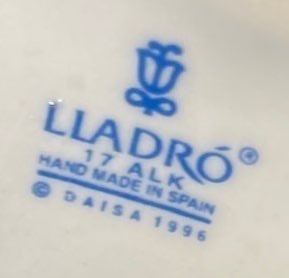 LLADRÓ®
17 ALK
HAND MADE IN SPAIN
© DAISA 1996